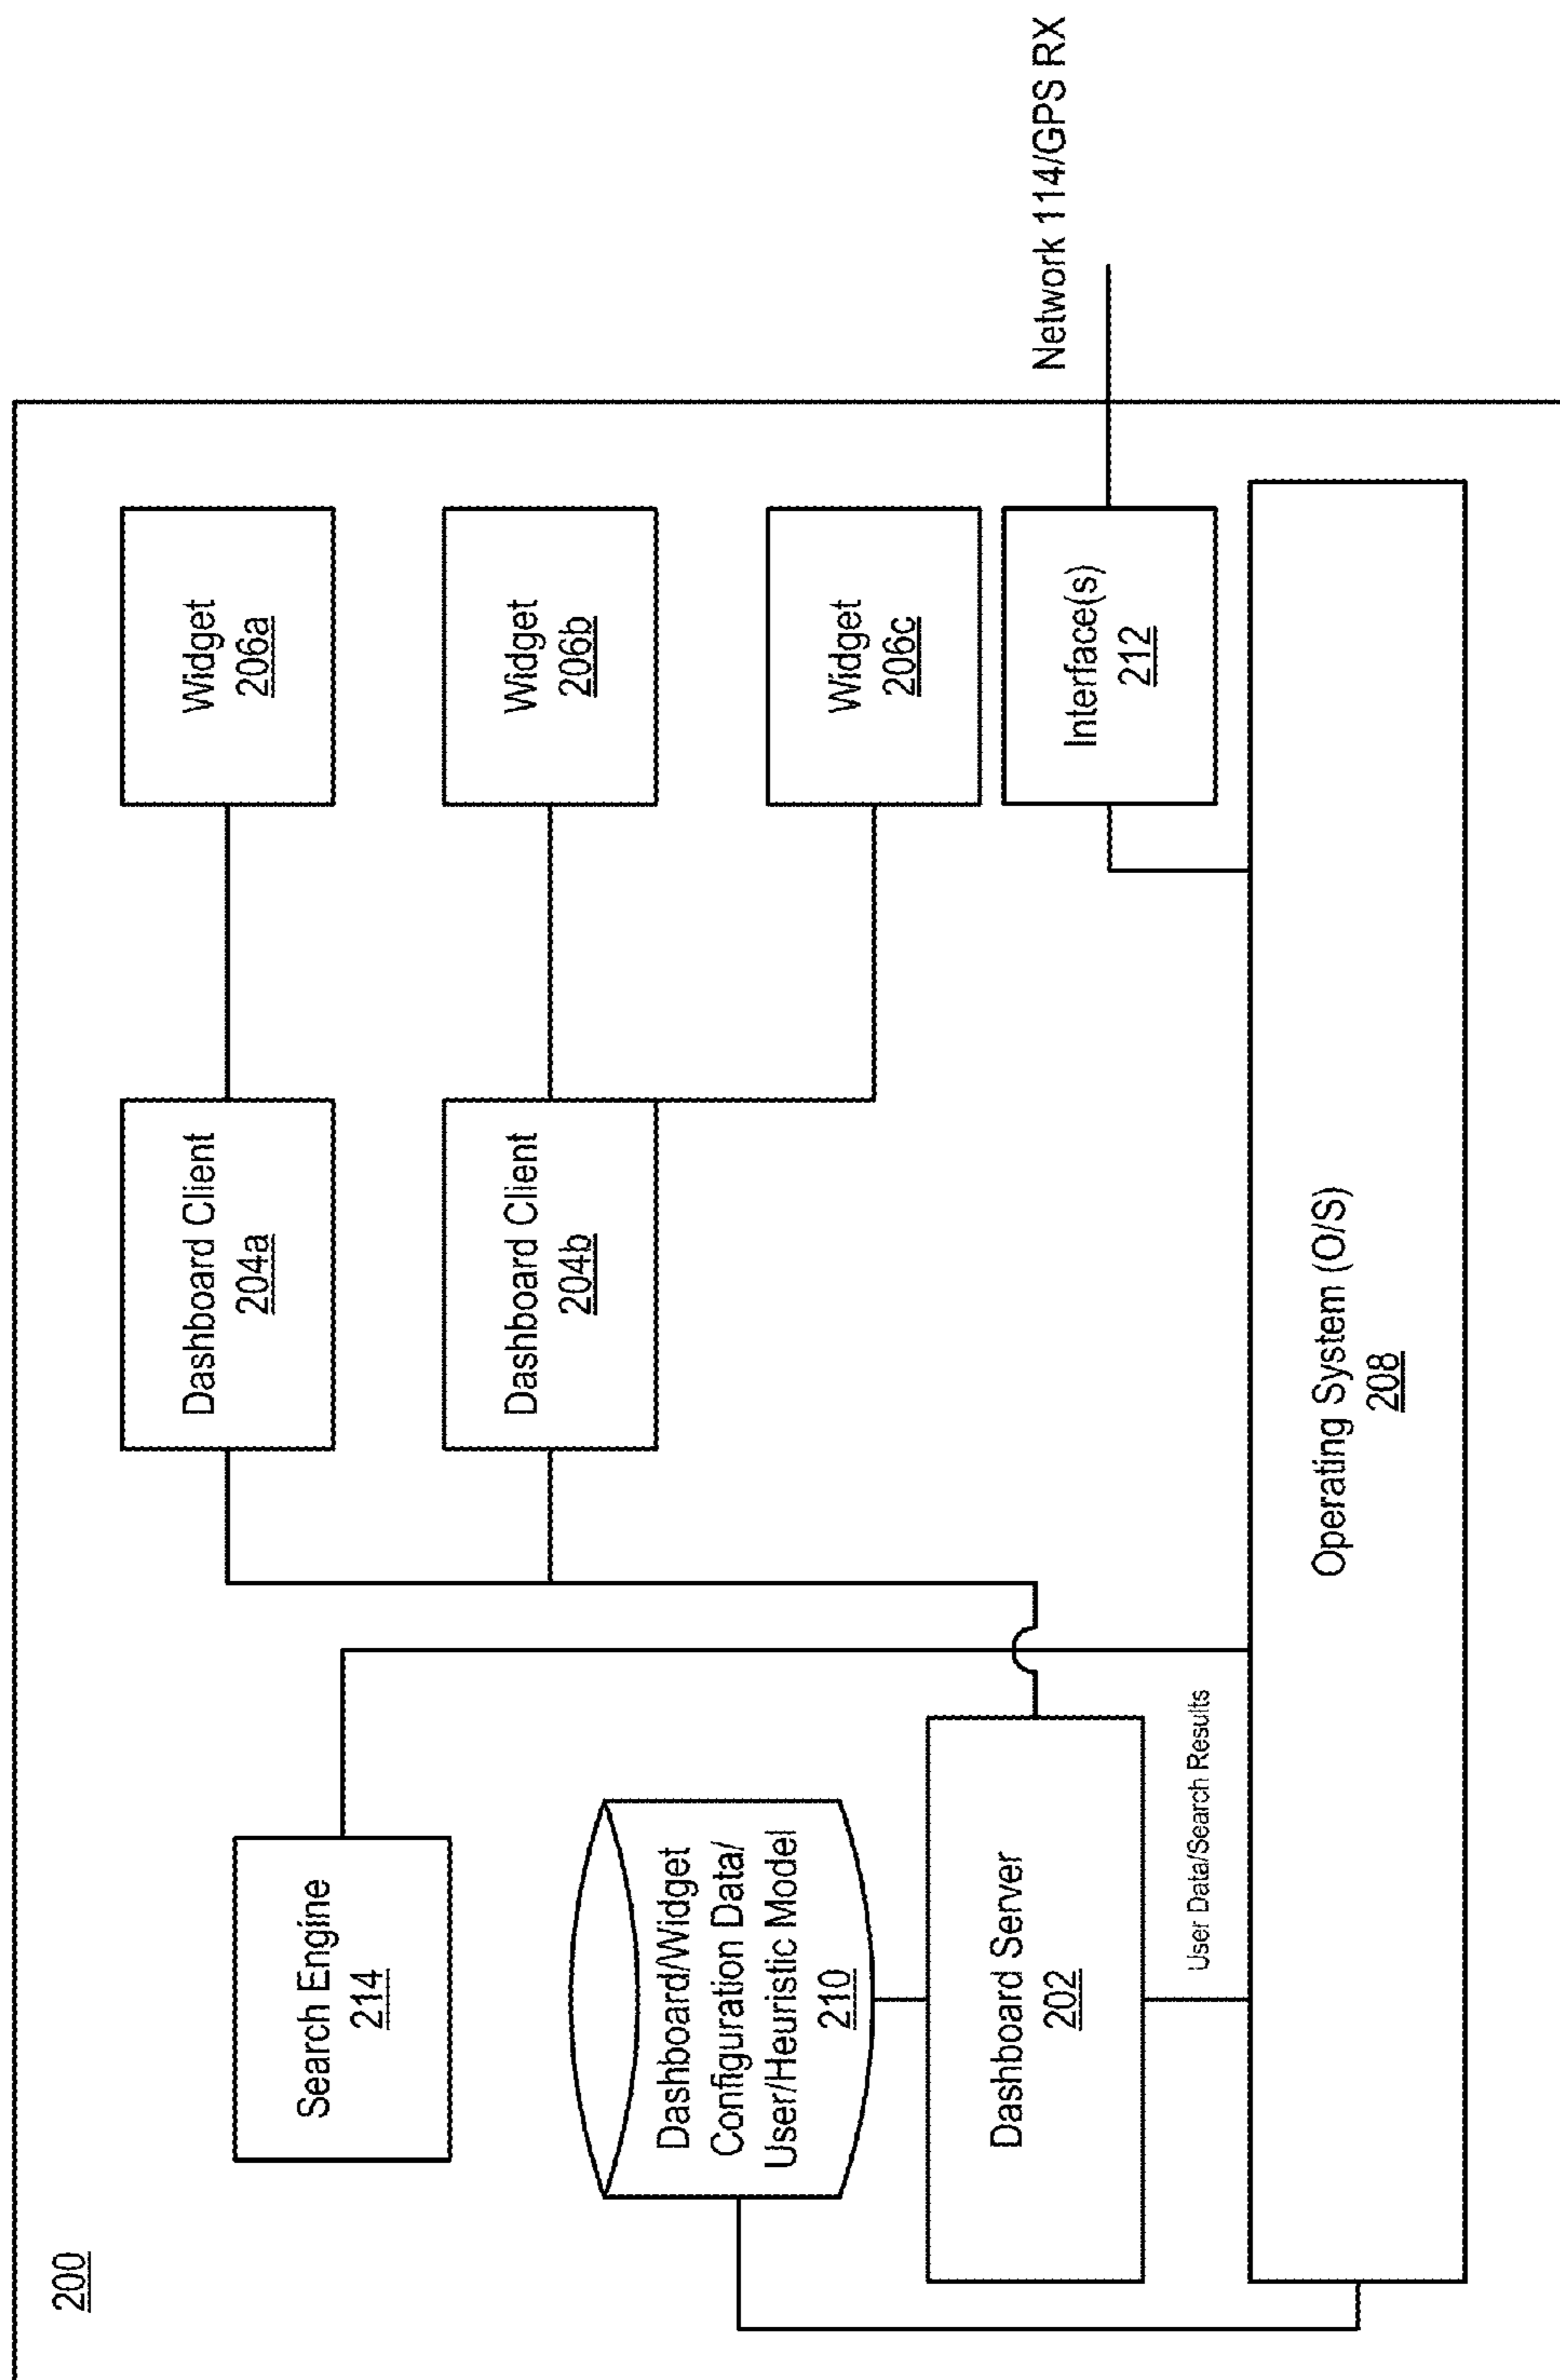 200
Search Engine
214
Dashboard Client
204a
Widget
206a
Dashboard Client
204b
Widget
206b
Dashboard/Widget
Configuration Data/
User/Heuristic Model
210
Widget
206c
Dashboard Server
202
Interface(s)
212
Network 114/GPS RX
User Data/Search Results
Operating System (O/S)
208